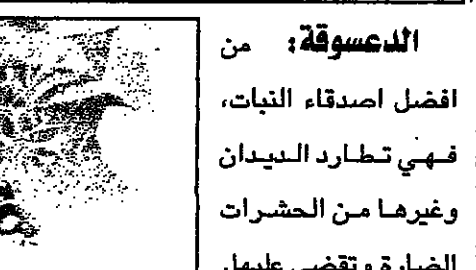 الدعسوقة: من
افضل اصدقاء النبات،
فهي تطارد الديدان
وغيرها من الحشرات
الضارة وتقضي عليها.